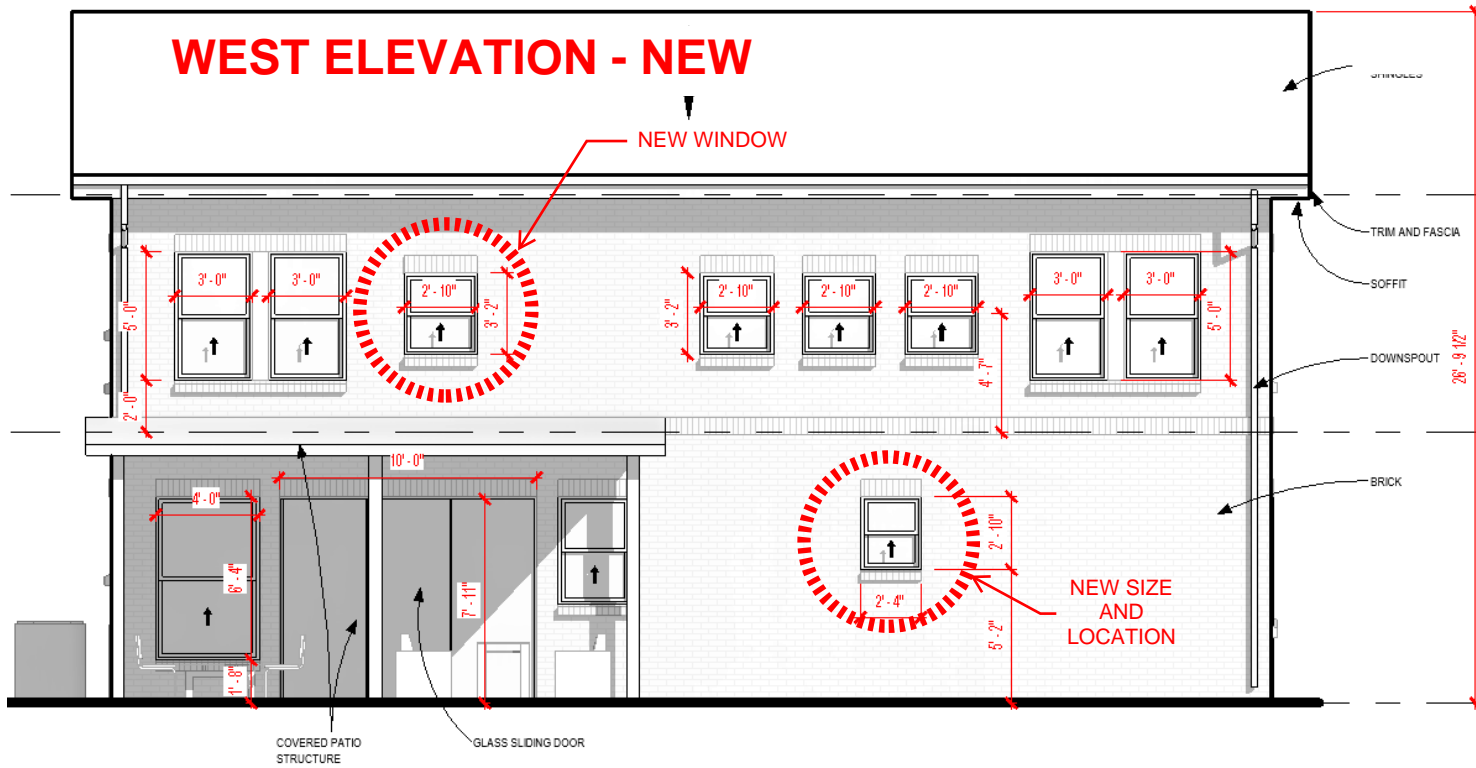 WEST ELEVATION - NEW
SHINGLES
NEW WINDOW
TRIM AND FASCIA
SOFFIT
3' - 0"
3' - 0"
2' - 10"
2' - 10"
2' - 10"
2' - 10"
3' - 0"
3' - 0"
5' - 0"
3' - 2"
3' - 2"
5' - 0"
DOWNSPOUT
26' - 9 1/2"
4' - 7"
2' - 0"
10' - 0"
4' - 0"
BRICK
2' - 10"
6' - 4"
7' - 11"
2' - 4"
NEW SIZE
AND
LOCATION
5' - 2"
1' - 8"
COVERED PATIO
STRUCTURE
GLASS SLIDING DOOR